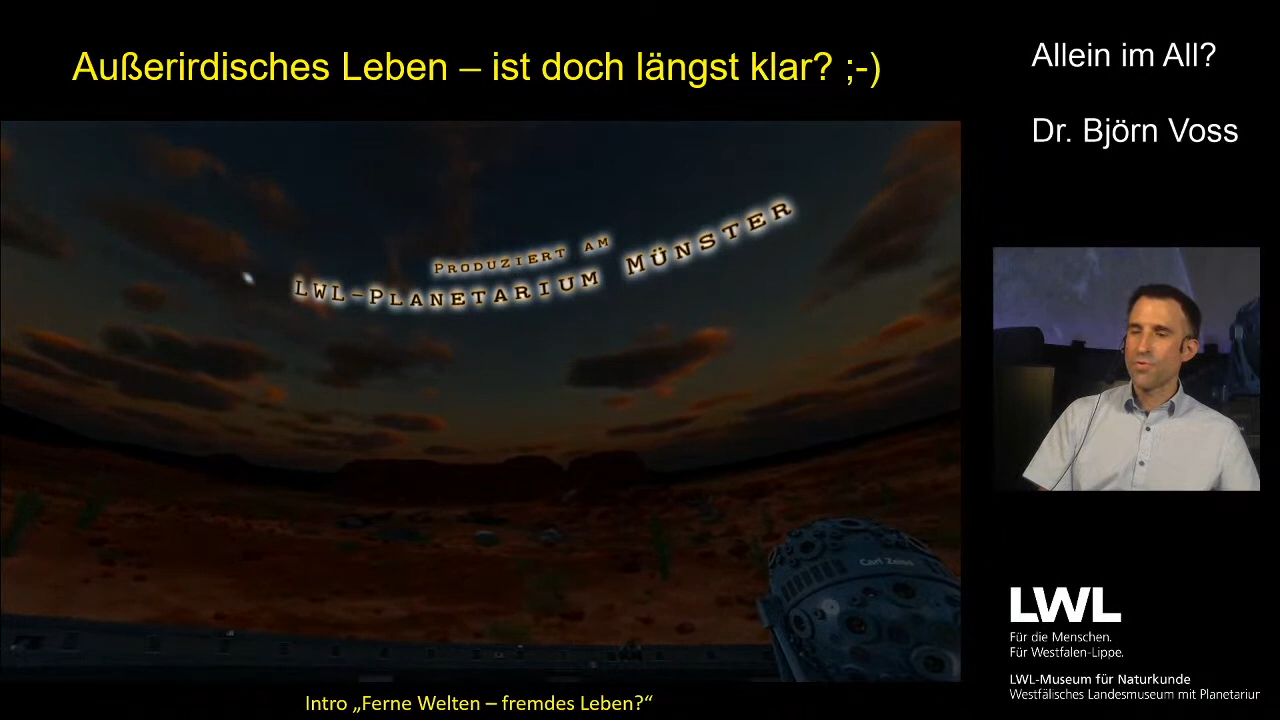 Außerirdisches Leben – ist doch längst klar? ;-)
Allein im All?
Dr. Björn Voss
Produziert am
LWL-Planetarium Münster
Carl Zeiss
Intro „Ferne Welten – fremdes Leben?“
LWL
Für die Menschen.
Für Westfalen-Lippe.
LWL-Museum für Naturkunde
Westfälisches Landesmuseum mit Planetariur